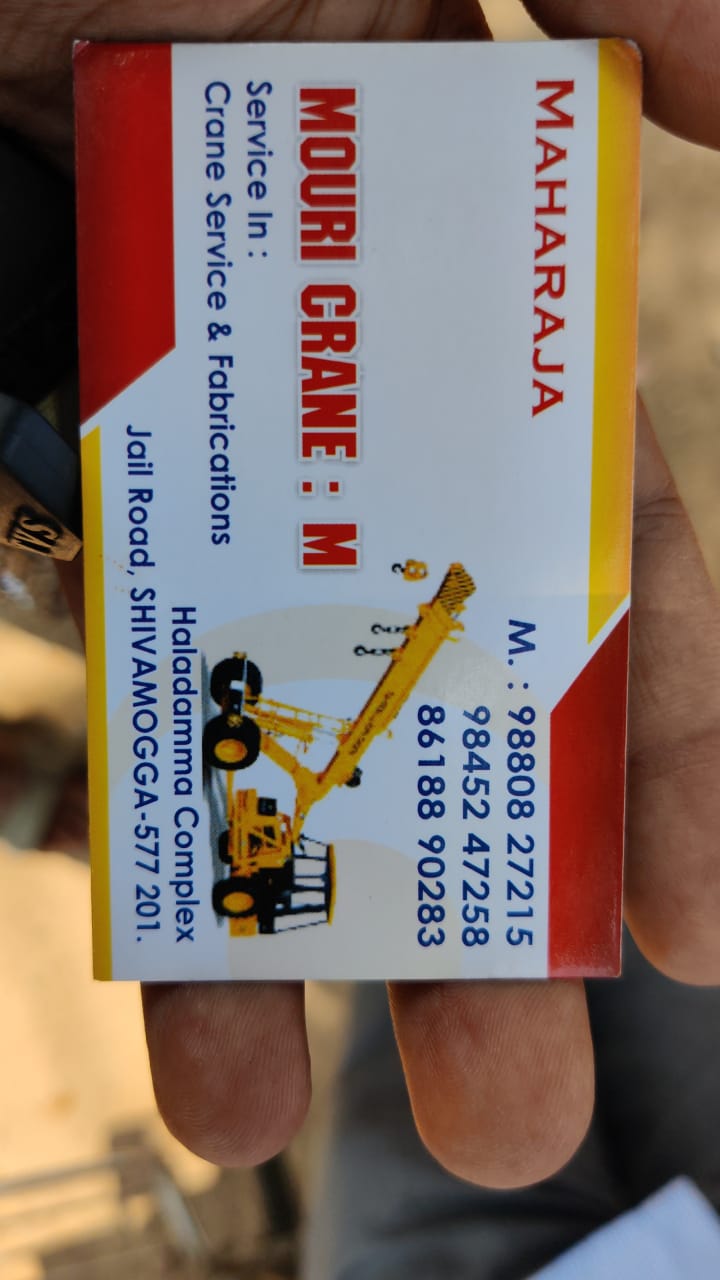 MAHARAJA
M. : 98808 27215
98452 47258
86188 90283
MOURI CRANE : M
Service In :
Crane Service & Fabrications
Haladamma Complex
Jail Road, SHIVAMOGGA-577 201.